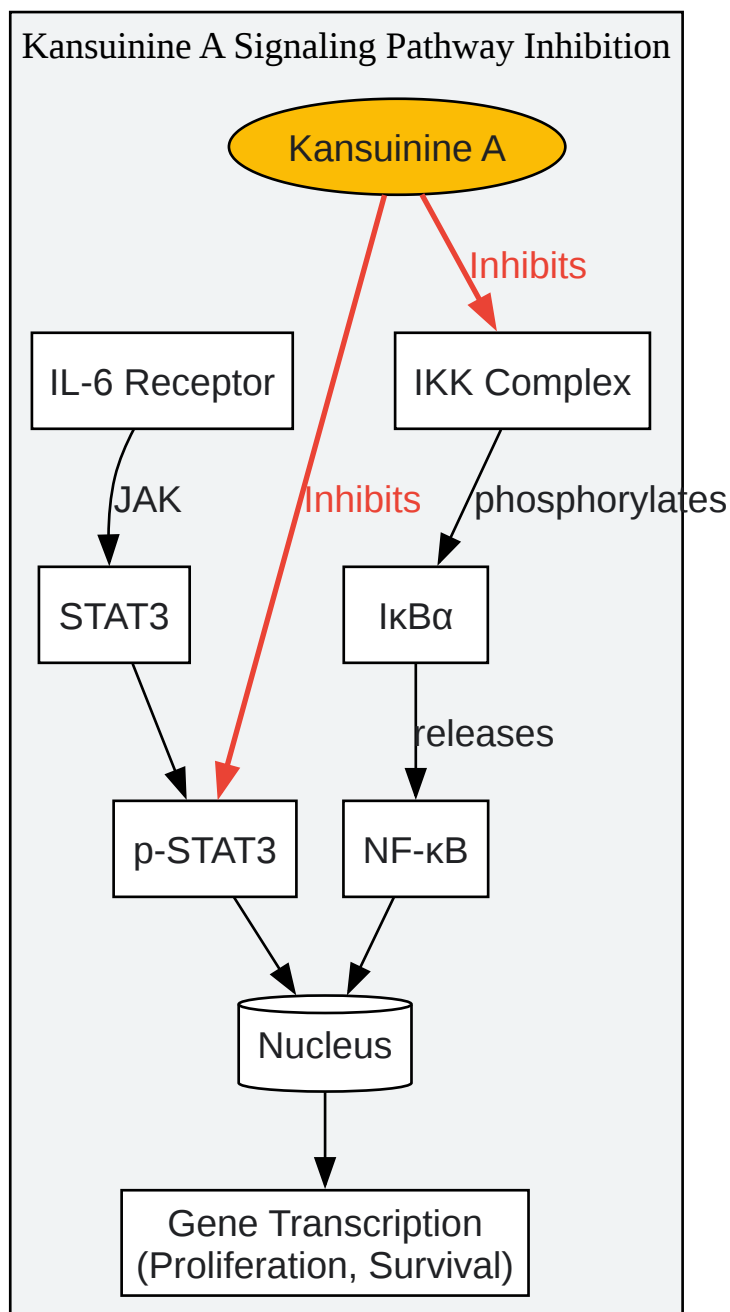 Kansuinine A Signaling Pathway Inhibition
Kansuinine A
Inhibits
IL-6 Receptor
IKK Complex
JAK
Inhibits
phosphorylates
STAT3
IκBα
releases
p-STAT3
NF-κB
Nucleus
Gene Transcription
(Proliferation, Survival)